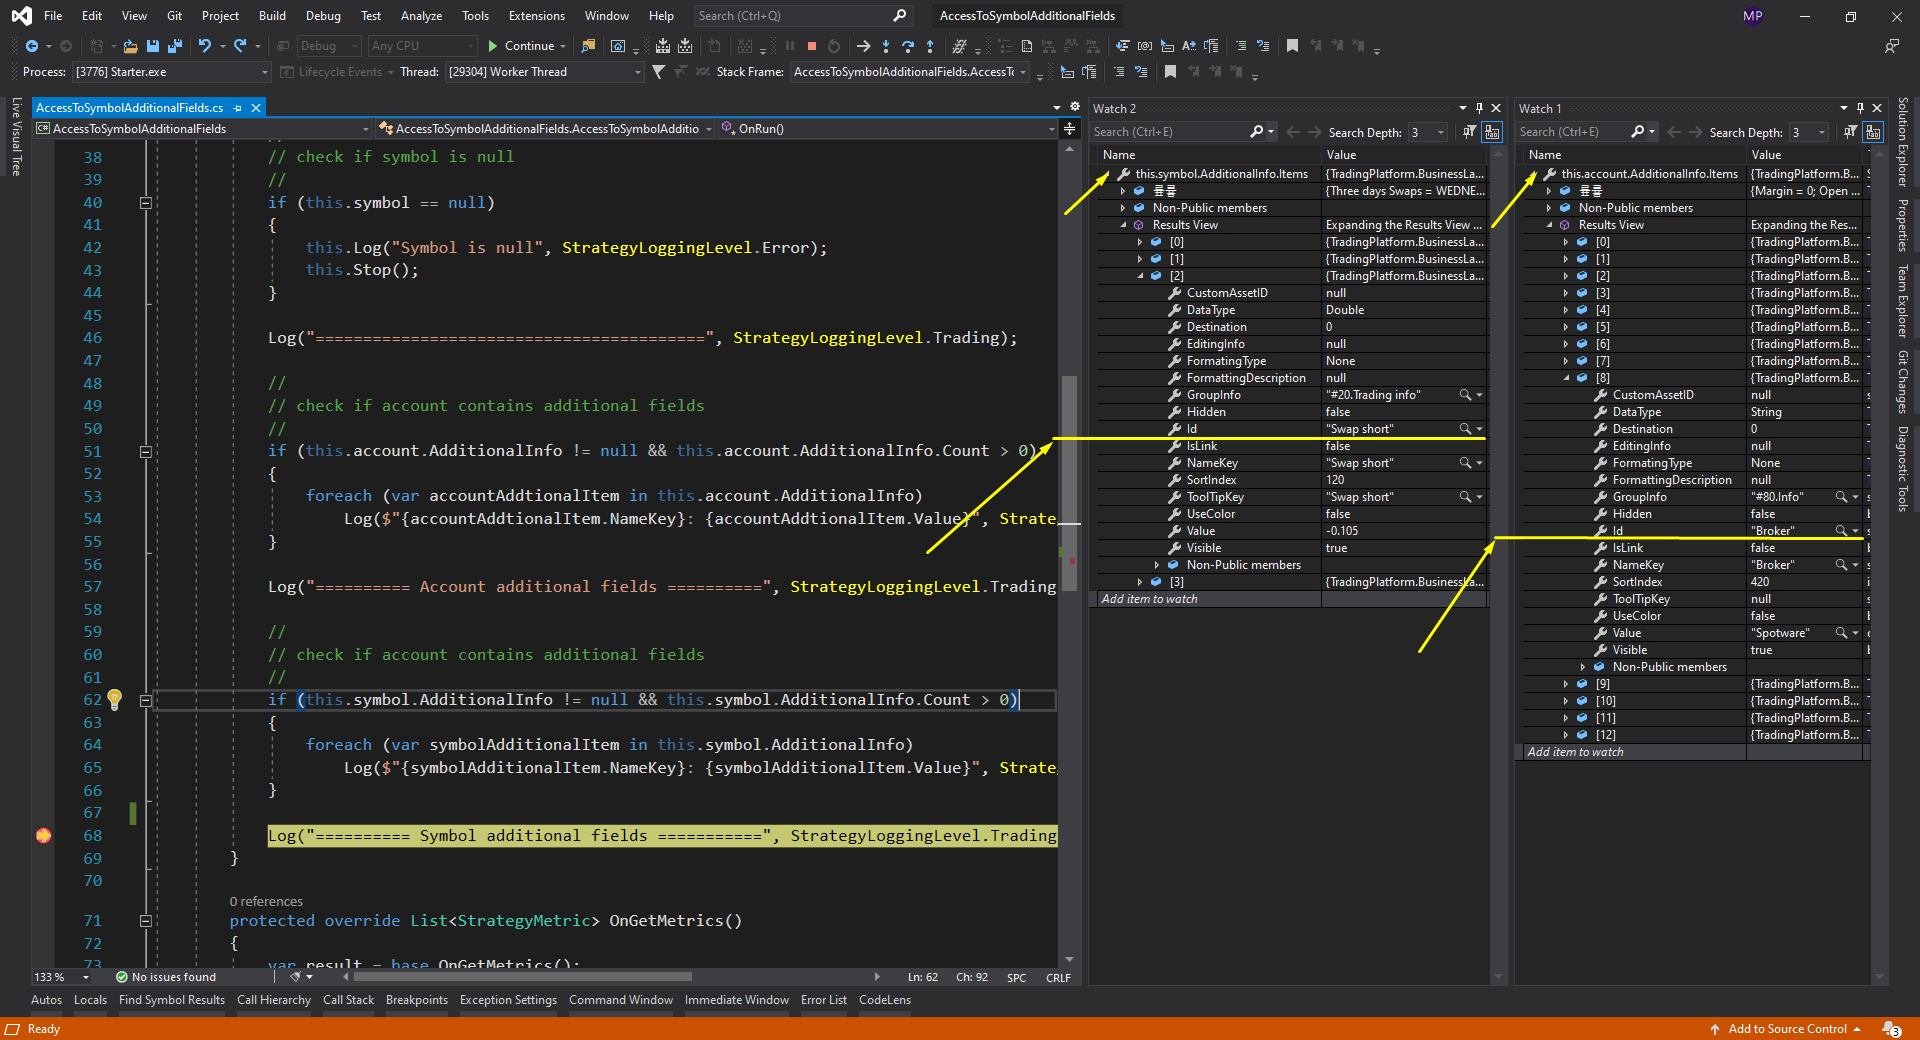 File Edit View Git Project Build Debug Test Analyze Tools Extensions Window Help Search (Ctrl+Q) AccessToSymbolAdditionalFields MP
Debug Any CPU Continue
Process: [3776] Starter.exe Lifecycle Events Thread: [29304] Worker Thread Stack Frame: AccessToSymbolAdditionalFields.AccessT
Live Visual Tree
AccessToSymbolAdditionalFields.cs
C# AccessToSymbolAdditionalFields AccessToSymbolAdditionalFields.AccessToSymbolAdditio OnRun()
38 // check if symbol is null
39 //
40 if (this.symbol == null)
41 {
42 this.Log("Symbol is null", StrategyLoggingLevel.Error);
43 this.Stop();
44 }
45
46 Log("=========================================", StrategyLoggingLevel.Trading);
47
48 //
49 // check if account contains additional fields
50 //
51 if (this.account.AdditionalInfo != null && this.account.AdditionalInfo.Count > 0)
52 {
53 foreach (var accountAddtionalItem in this.account.AdditionalInfo)
54 Log($"{accountAddtionalItem.NameKey}: {accountAddtionalItem.Value}", Strate
55 }
56
57 Log("========== Account additional fields ==========", StrategyLoggingLevel.Trading
58
59 //
60 // check if account contains additional fields
61 //
62 if (this.symbol.AdditionalInfo != null && this.symbol.AdditionalInfo.Count > 0)
63 {
64 foreach (var symbolAdditionalItem in this.symbol.AdditionalInfo)
65 Log($"{symbolAdditionalItem.NameKey}: {symbolAdditionalItem.Value}", Strate
66 }
67
68 Log("========== Symbol additional fields ===========", StrategyLoggingLevel.Trading
69 }
70
0 references
71 protected override List<StrategyMetric> OnGetMetrics()
72 {
73 var result = base.OnGetMetrics();
133 % No issues found Ln: 62 Ch: 92 SPC CRLF
Watch 2
Search (Ctrl+E) Search Depth: 3
Name Value
this.symbol.AdditionalInfo.Items {TradingPlatform.BusinessLa...
{Three days Swaps = WEDNE...
Non-Public members
Results View Expanding the Results View ...
[0] {TradingPlatform.BusinessLa...
[1] {TradingPlatform.BusinessLa...
[2] {TradingPlatform.BusinessLa...
CustomAssetID null
DataType Double
Destination 0
EditingInfo null
FormatingType None
FormattingDescription null
GroupInfo "#20.Trading info"
Hidden false
Id "Swap short"
IsLink false
NameKey "Swap short"
SortIndex 120
ToolTipKey "Swap short"
UseColor false
Value -0.105
Visible true
Non-Public members
[3] {TradingPlatform.BusinessLa...
Add item to watch
Watch 1
Search (Ctrl+E) Search Depth: 3
Name Value
this.account.AdditionalInfo.Items {TradingPlatform.B...
{Margin = 0; Open ...
Non-Public members
Results View Expanding the Res...
[0] {TradingPlatform.B...
[1] {TradingPlatform.B...
[2] {TradingPlatform.B...
[3] {TradingPlatform.B...
[4] {TradingPlatform.B...
[5] {TradingPlatform.B...
[6] {TradingPlatform.B...
[7] {TradingPlatform.B...
[8] {TradingPlatform.B...
CustomAssetID null
DataType String
Destination 0
EditingInfo null
FormatingType None
FormattingDescription null
GroupInfo "#80.Info"
Hidden false
Id "Broker"
IsLink false
NameKey "Broker"
SortIndex 420
ToolTipKey null
UseColor false
Value "Spotware"
Visible true
Non-Public members
[9] {TradingPlatform.B...
[10] {TradingPlatform.B...
[11] {TradingPlatform.B...
[12] {TradingPlatform.B...
Add item to watch
Solution Explorer
Properties
Team Explorer
Git Changes
Diagnostic Tools
Autos Locals Find Symbol Results Call Hierarchy Call Stack Breakpoints Exception Settings Command Window Immediate Window Error List CodeLens
Ready Add to Source Control 3